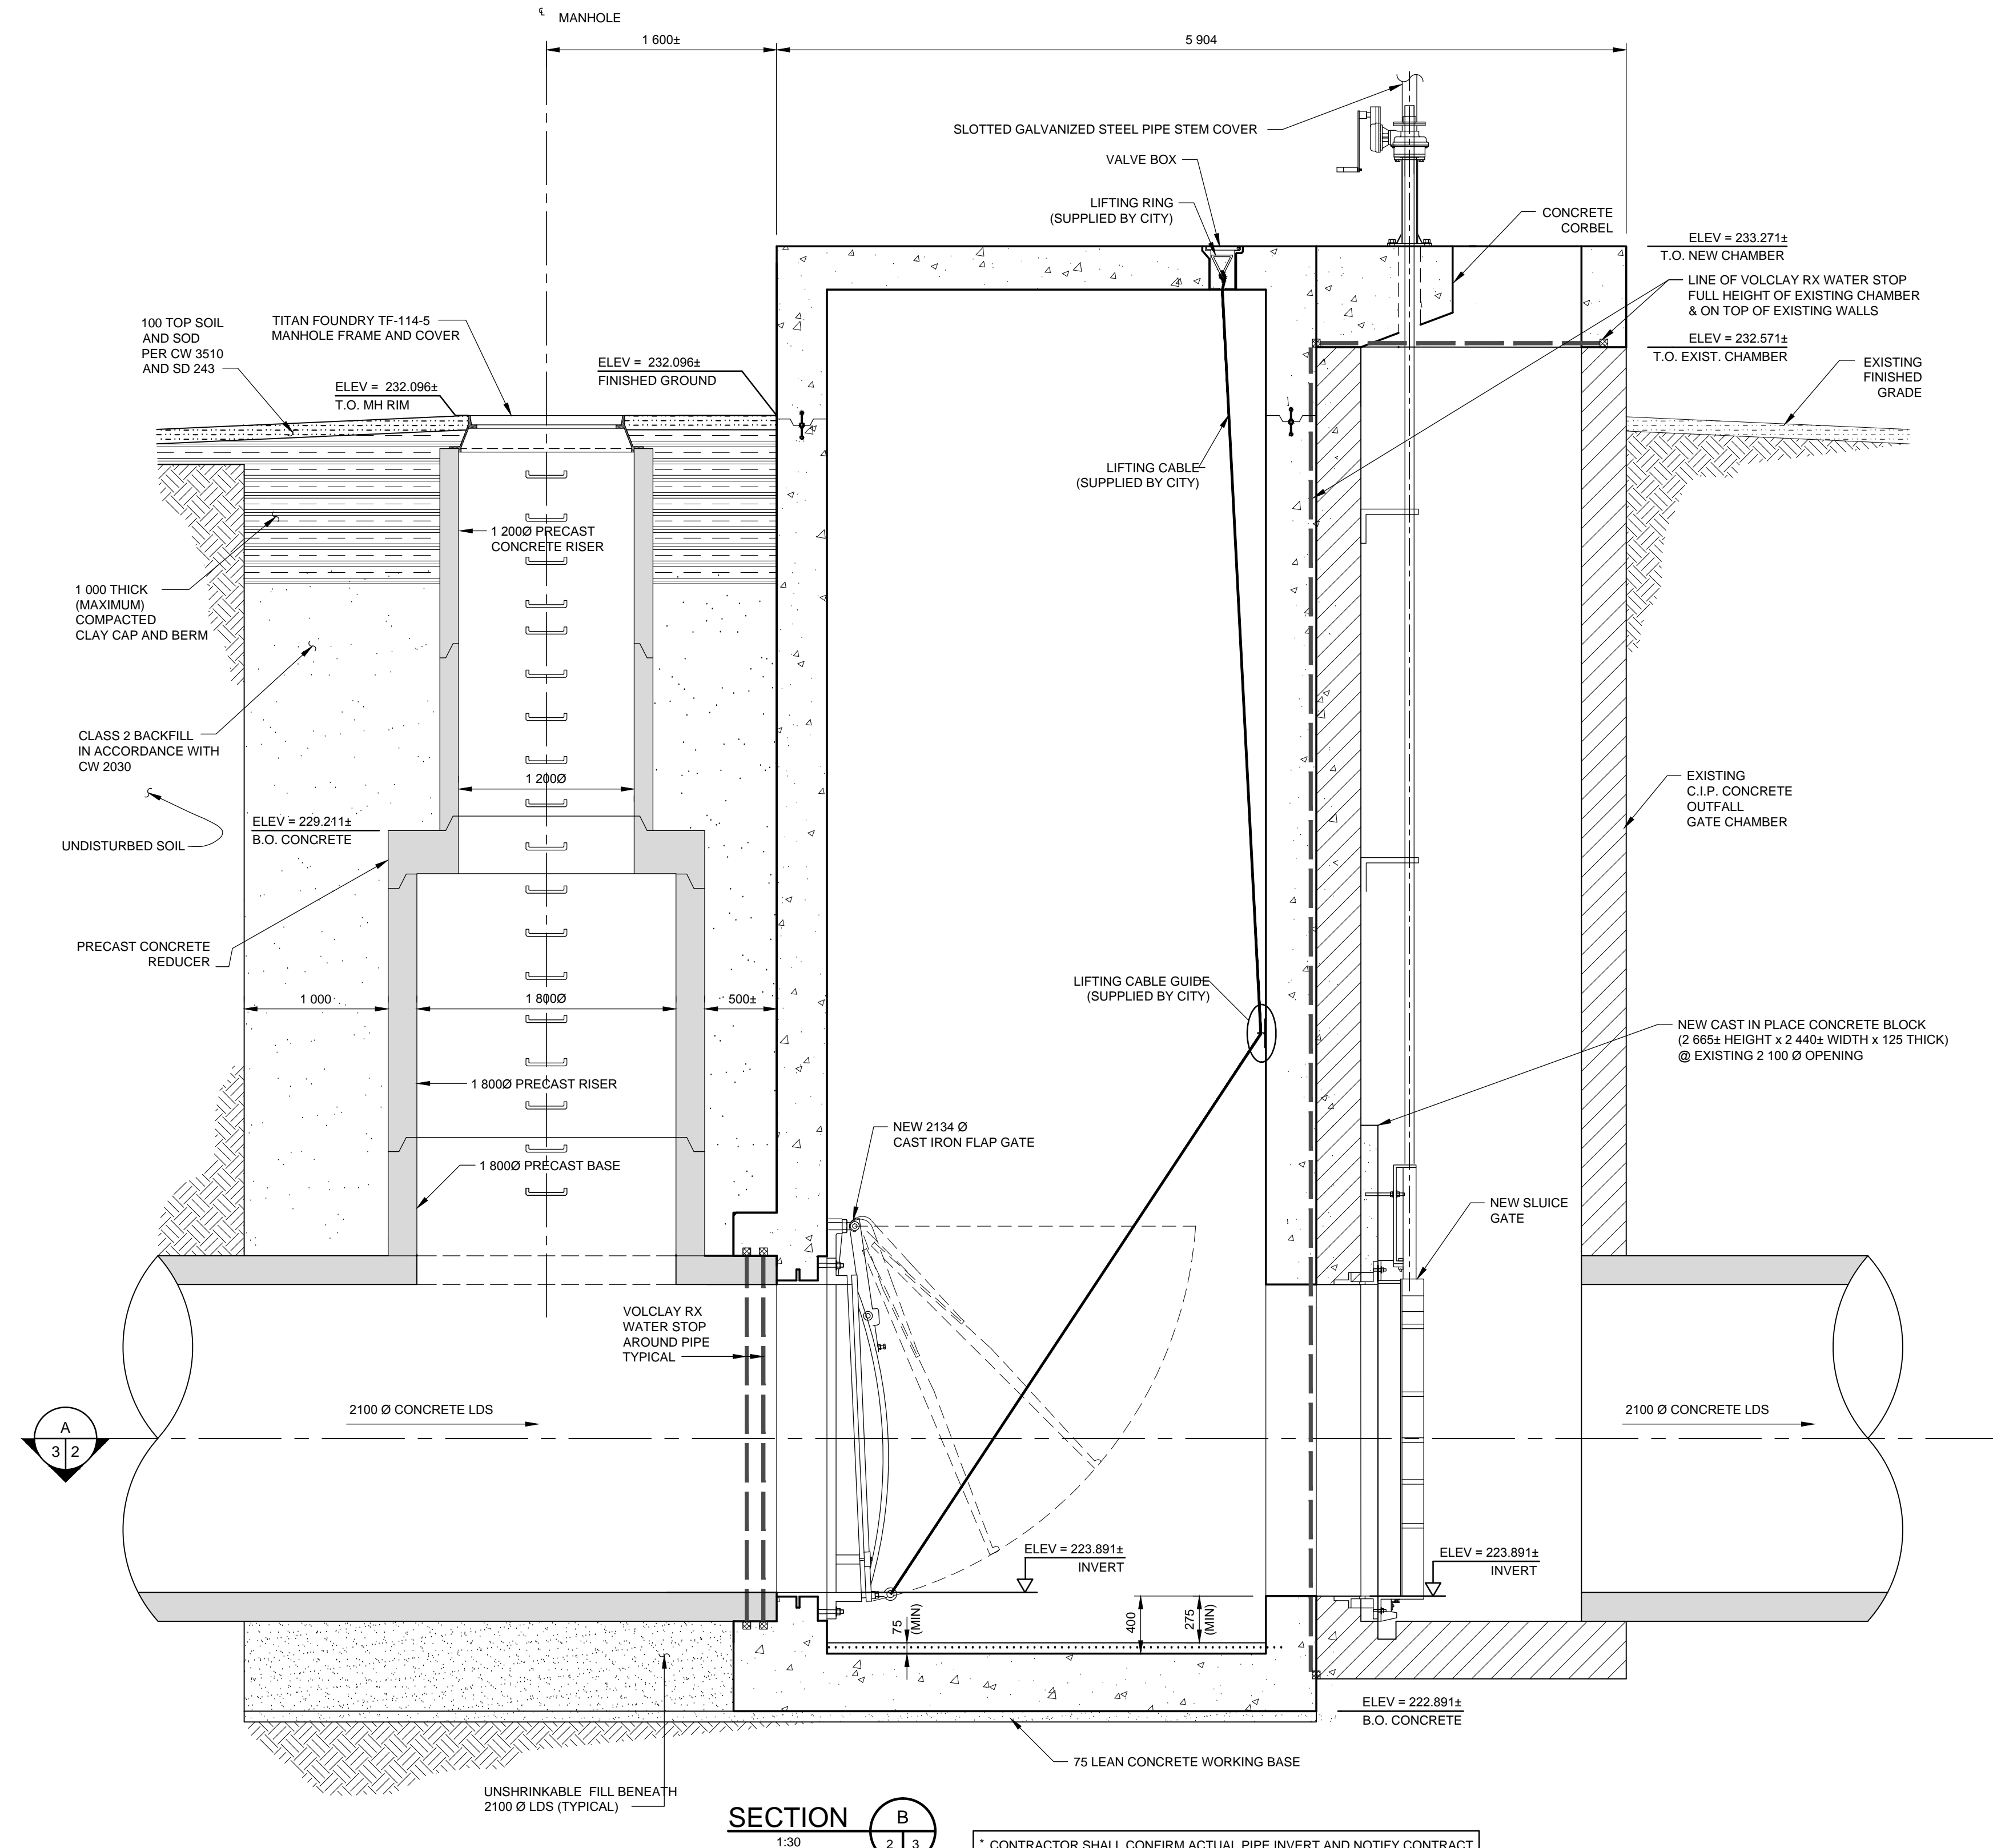 ℄ MANHOLE
1 600±
5 904
SLOTTED GALVANIZED STEEL PIPE STEM COVER
VALVE BOX
LIFTING RING
(SUPPLIED BY CITY)
CONCRETE
CORBEL
ELEV = 233.271±
T.O. NEW CHAMBER
LINE OF VOLCLAY RX WATER STOP
FULL HEIGHT OF EXISTING CHAMBER
& ON TOP OF EXISTING WALLS
ELEV = 232.571±
T.O. EXIST. CHAMBER
EXISTING
FINISHED
GRADE
100 TOP SOIL
AND SOD
PER CW 3510
AND SD 243
TITAN FOUNDRY TF-114-5
MANHOLE FRAME AND COVER
ELEV = 232.096±
T.O. MH RIM
ELEV = 232.096±
FINISHED GROUND
LIFTING CABLE
(SUPPLIED BY CITY)
1 200Ø PRECAST
CONCRETE RISER
1 000 THICK
(MAXIMUM)
COMPACTED
CLAY CAP AND BERM
CLASS 2 BACKFILL
IN ACCORDANCE WITH
CW 2030
1 200Ø
EXISTING
C.I.P. CONCRETE
OUTFALL
GATE CHAMBER
ELEV = 229.211±
B.O. CONCRETE
UNDISTURBED SOIL
PRECAST CONCRETE
REDUCER
1 000
1 800Ø
500±
LIFTING CABLE GUIDE
(SUPPLIED BY CITY)
NEW CAST IN PLACE CONCRETE BLOCK
(2 665± HEIGHT x 2 440± WIDTH x 125 THICK)
@ EXISTING 2 100 Ø OPENING
1 800Ø PRECAST RISER
NEW 2134 Ø
CAST IRON FLAP GATE
1 800Ø PRECAST BASE
NEW SLUICE
GATE
VOLCLAY RX
WATER STOP
AROUND PIPE
TYPICAL
2100 Ø CONCRETE LDS
2100 Ø CONCRETE LDS
A
3 2
ELEV = 223.891±
INVERT
ELEV = 223.891±
INVERT
75
(MIN)
400
275
(MIN)
ELEV = 222.891±
B.O. CONCRETE
75 LEAN CONCRETE WORKING BASE
UNSHRINKABLE FILL BENEATH
2100 Ø LDS (TYPICAL)
SECTION
1:30
B
2 3
* CONTRACTOR SHALL CONFIRM ACTUAL PIPE INVERT AND NOTIFY CONTRACT